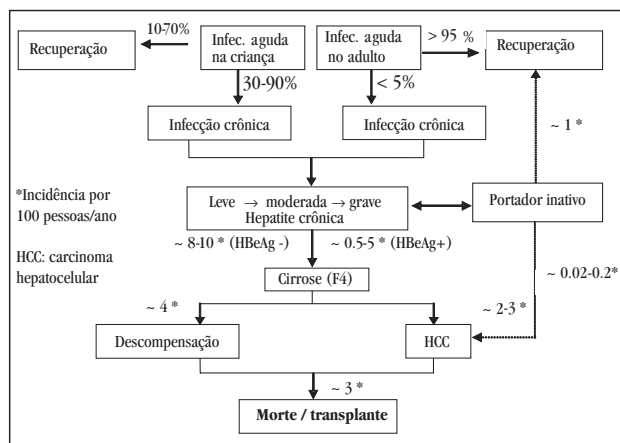 10-70%
Recuperação
Infec. aguda
na criança
Infec. aguda
no adulto
> 95 %
Recuperação
30-90%
< 5%
Infecção crônica
Infecção crônica
~ 1 *
*Incidência por
100 pessoas/ano
HCC: carcinoma
hepatocelular
Leve → moderada → grave
Hepatite crônica
Portador inativo
~ 8-10 * (HBeAg -)
~ 0.5-5 * (HBeAg+)
~ 0.02-0.2*
Cirrose (F4)
~ 4 *
~ 2-3 *
Descompensação
HCC
~ 3 *
Morte / transplante